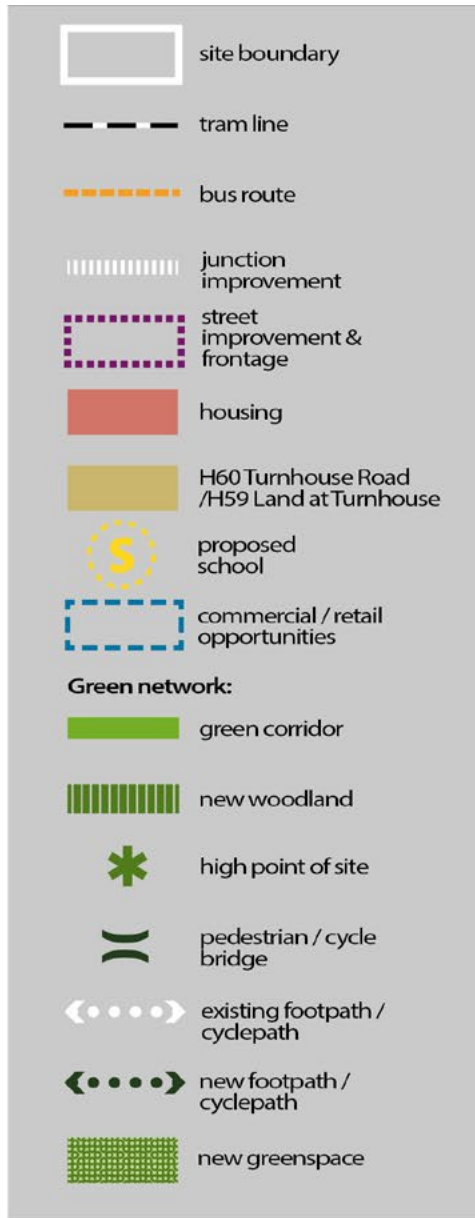 site boundary
tram line
bus route
junction
improvement
street
improvement &
frontage
housing
H60 Turnhouse Road
/H59 Land at Turnhouse
S
proposed
school
commercial / retail
opportunities
Green network:
green corridor
new woodland
high point of site
pedestrian / cycle
bridge
existing footpath /
cyclepath
new footpath /
cyclepath
new greenspace